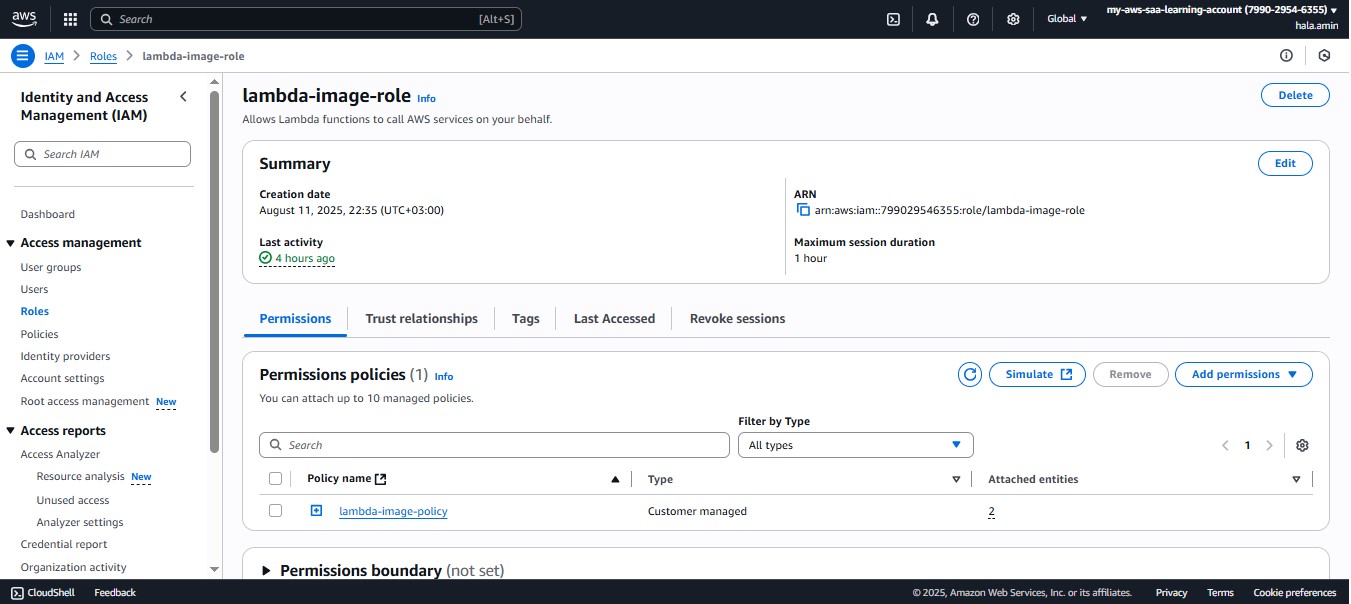 aws
Search [Alt+S]
Global
my-aws-saa-learning-account (7990-2954-6355)
hala.amin
IAM > Roles > lambda-image-role
Identity and Access
Management (IAM)
Search IAM
Dashboard
Access management
User groups
Users
Roles
Policies
Identity providers
Account settings
Root access management New
Access reports
Access Analyzer
Resource analysis New
Unused access
Analyzer settings
Credential report
Organization activity
lambda-image-role Info
Delete
Allows Lambda functions to call AWS services on your behalf.
Summary
Edit
Creation date
August 11, 2025, 22:35 (UTC+03:00)
Last activity
4 hours ago
ARN
arn:aws:iam::799029546355:role/lambda-image-role
Maximum session duration
1 hour
Permissions Trust relationships Tags Last Accessed Revoke sessions
Permissions policies (1) Info
Simulate Remove Add permissions
You can attach up to 10 managed policies.
Filter by Type
Search All types 1
Policy name Type Attached entities
lambda-image-policy Customer managed 2
Permissions boundary (not set)
CloudShell Feedback © 2025, Amazon Web Services, Inc. or its affiliates. Privacy Terms Cookie preferences